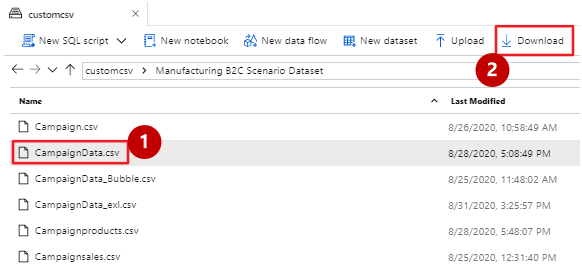 customcsv
New SQL script New notebook New data flow New dataset Upload Download
2
customcsv Manufacturing B2C Scenario Dataset
Name Last Modified
Campaign.csv 8/26/2020, 10:58:49 AM
1
CampaignData.csv 8/28/2020, 5:08:49 PM
CampaignData_Bubble.csv 8/25/2020, 11:48:02 AM
CampaignData_exl.csv 8/31/2020, 3:25:57 PM
Campaignproducts.csv 8/28/2020, 5:48:07 PM
Campaignsales.csv 8/25/2020, 12:31:40 PM